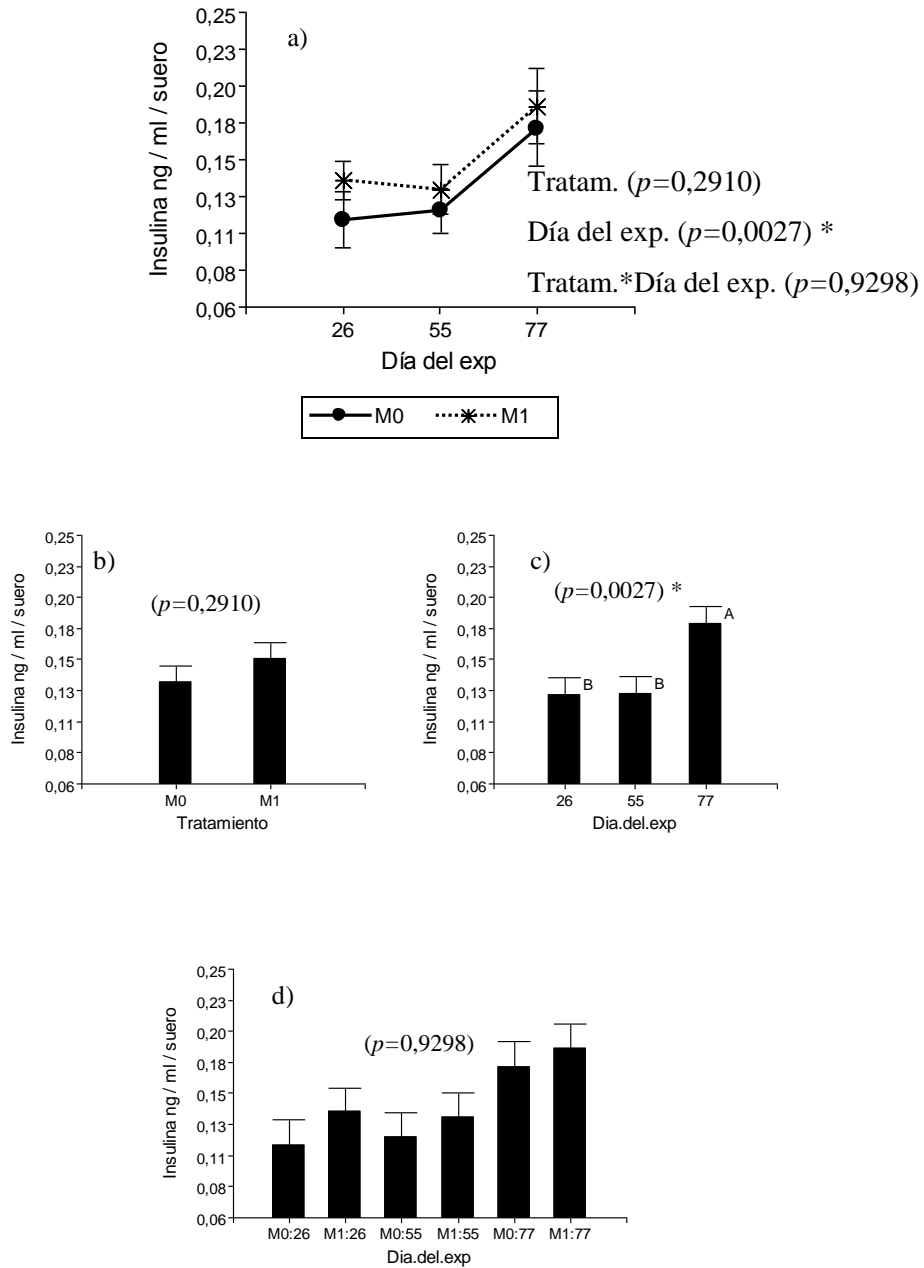 a)
Insulina ng / ml / suero
0,25
0,23
0,20
0,18
0,15
0,13
0,11
0,08
0,06
26 55 77
Día del exp
Tratam. (p=0,2910)
Día del exp. (p=0,0027) *
Tratam.*Día del exp. (p=0,9298)
M0 M1
b)
(p=0,2910)
Insulina ng / ml / suero
0,25
0,23
0,20
0,18
0,15
0,13
0,11
0,08
0,06
M0 M1
Tratamiento
c)
(p=0,0027) *
Insulina ng / ml / suero
0,25
0,23
0,20
0,18
0,15
0,13
0,11
0,08
0,06
B B A
26 55 77
Dia.del.exp
d)
(p=0,9298)
Insulina ng / ml / suero
0,25
0,23
0,20
0,18
0,15
0,13
0,11
0,08
0,06
M0:26 M1:26 M0:55 M1:55 M0:77 M1:77
Dia.del.exp